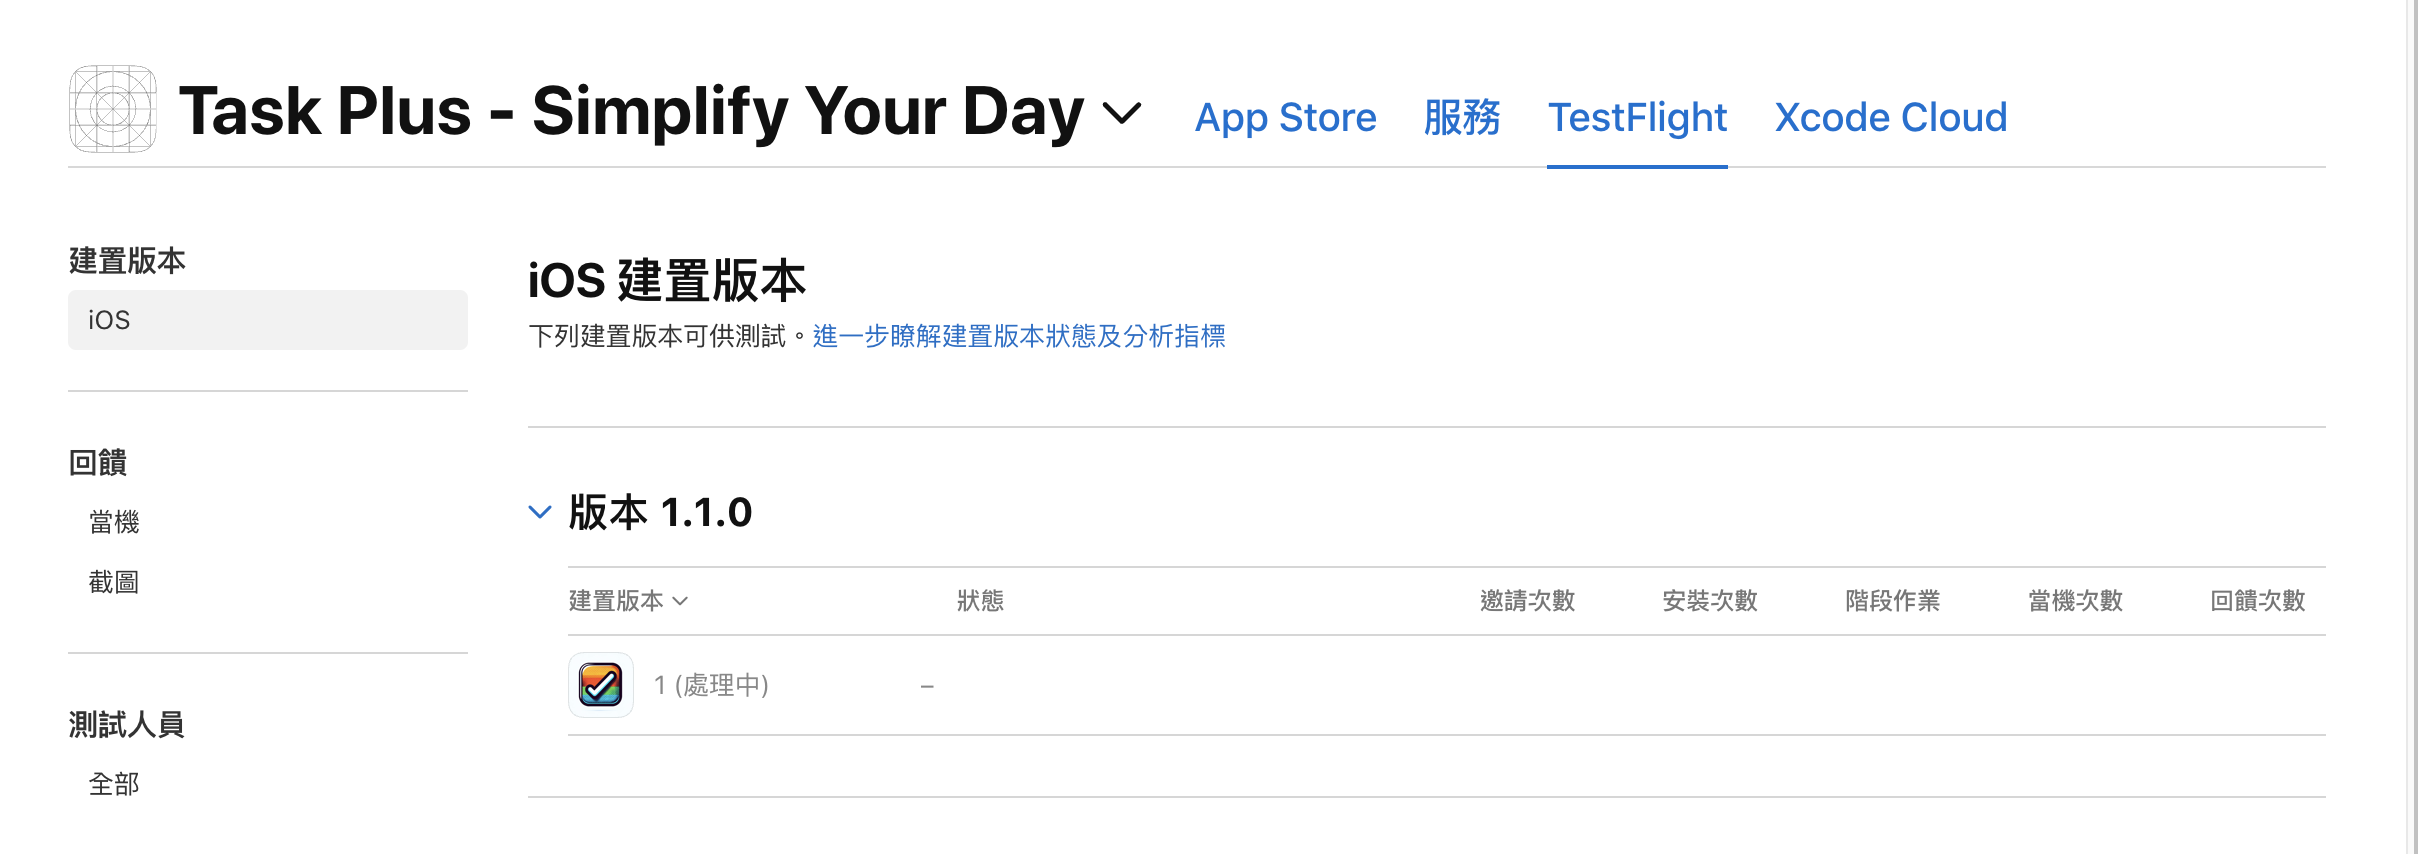 Task Plus - Simplify Your Day
App Store 服務 TestFlight Xcode Cloud
建置版本
iOS
回饋
當機
截圖
測試人員
全部
iOS 建置版本
下列建置版本可供測試。進一步瞭解建置版本狀態及分析指標
版本 1.1.0
建置版本 狀態 邀請次數 安裝次數 階段作業 當機次數 回饋次數
1 (處理中) –